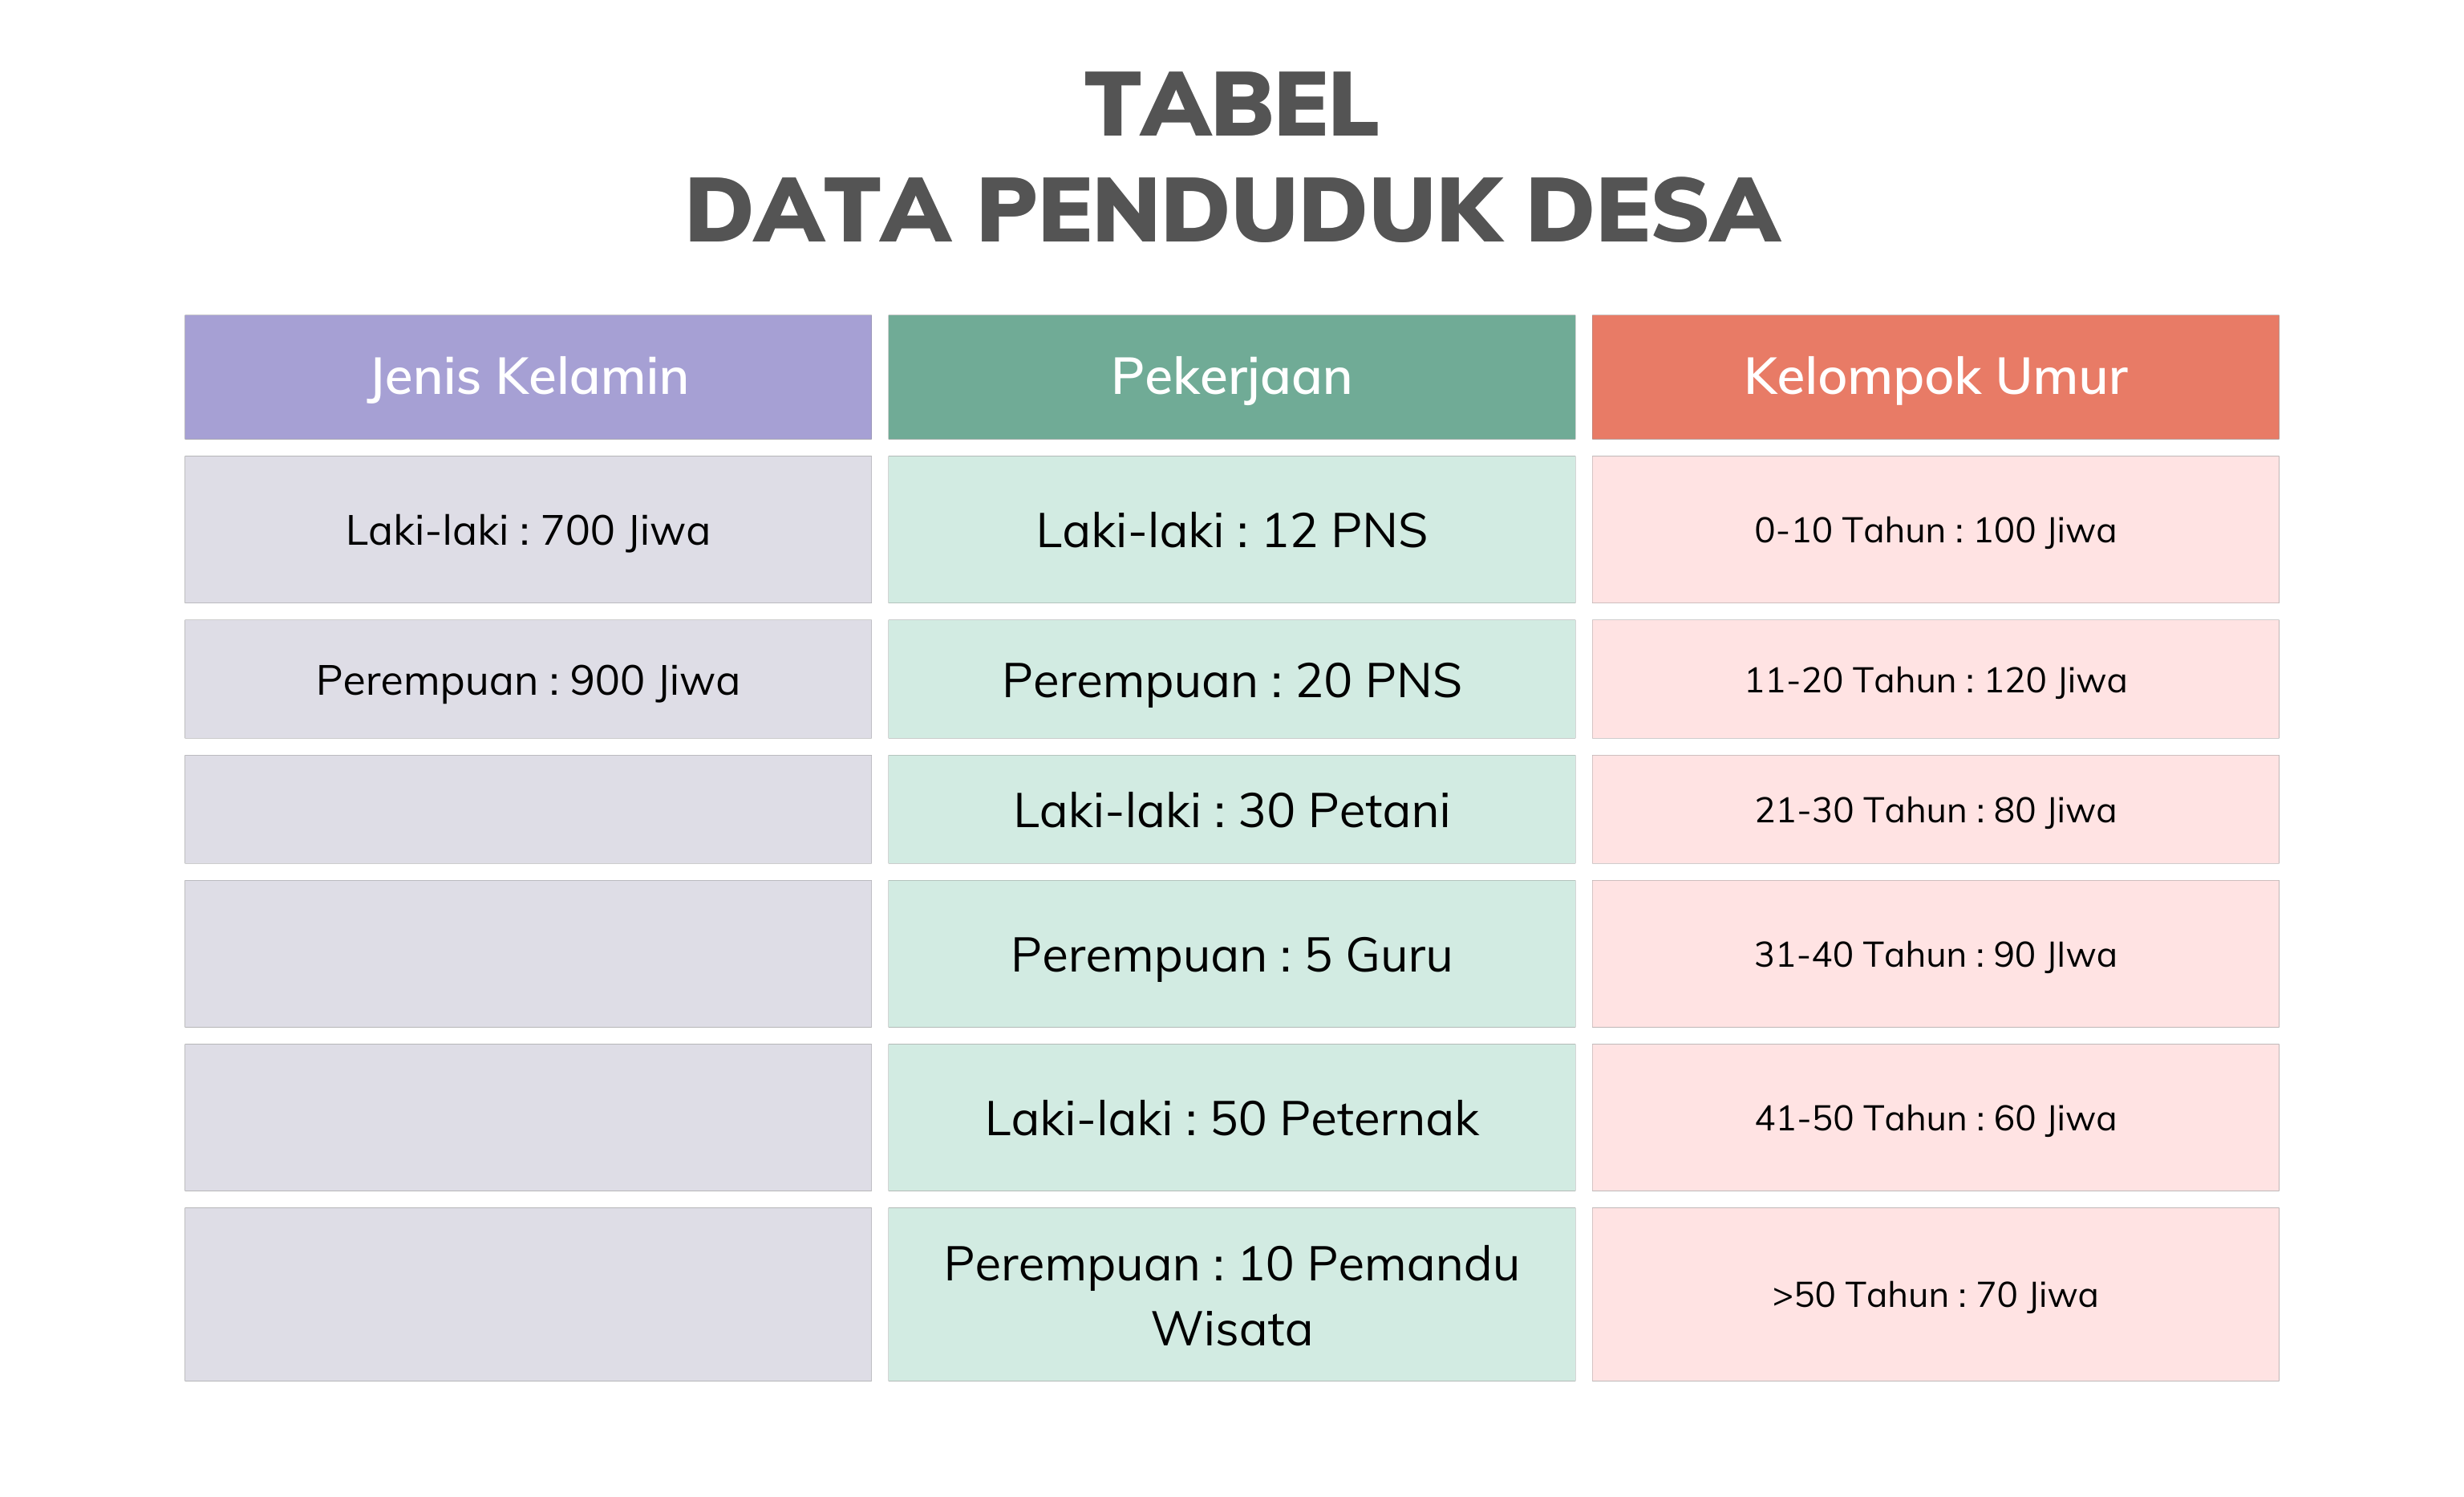 TABEL
DATA PENDUDUK DESA
Jenis Kelamin
Pekerjaan
Kelompok Umur
Laki-laki : 700 Jiwa
Laki-laki : 12 PNS
0-10 Tahun : 100 Jiwa
Perempuan : 900 Jiwa
Perempuan : 20 PNS
11-20 Tahun : 120 Jiwa
Laki-laki : 30 Petani
21-30 Tahun : 80 Jiwa
Perempuan : 5 Guru
31-40 Tahun : 90 JIwa
Laki-laki : 50 Peternak
41-50 Tahun : 60 Jiwa
Perempuan : 10 Pemandu
Wisata
>50 Tahun : 70 Jiwa